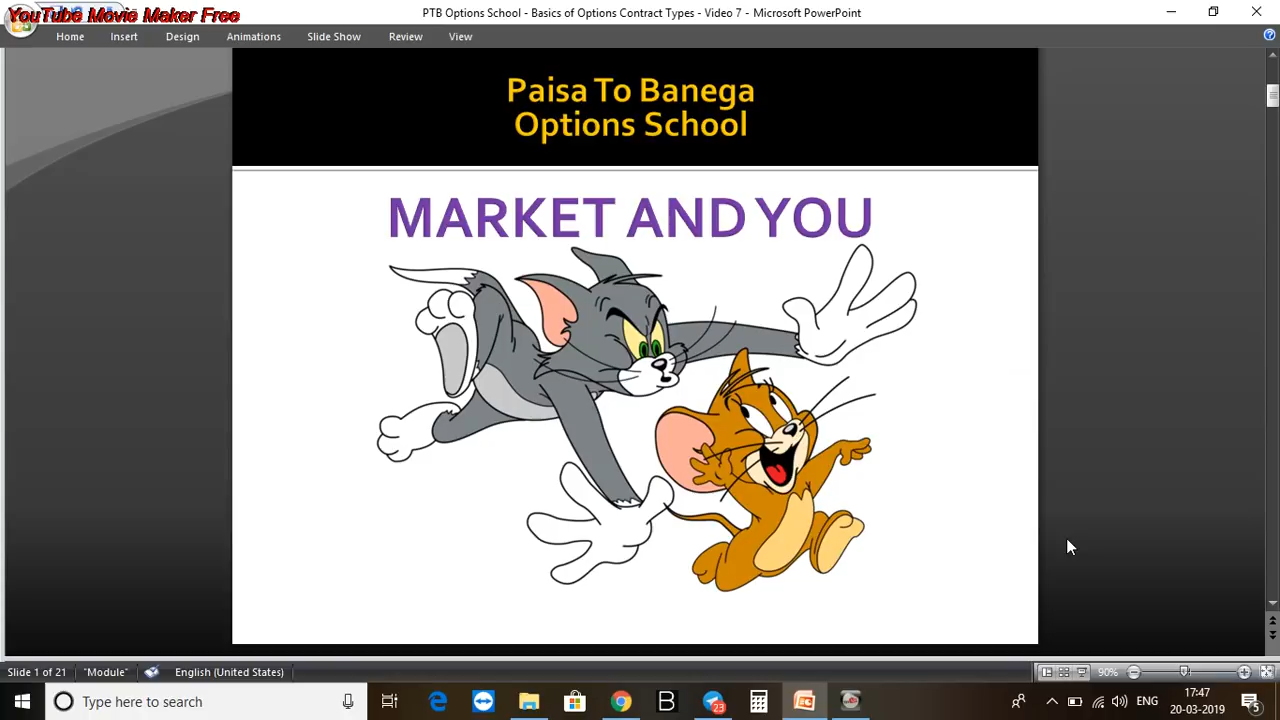 YouTube Movie Maker Free
PTB Options School - Basics of Options Contract Types - Video 7 - Microsoft PowerPoint
Home Insert Design Animations Slide Show Review View
Paisa To Banega
Options School
MARKET AND YOU
Slide 1 of 21 "Module" English (United States) 90%
Type here to search
23
B
ENG
17:47
20-03-2019
5